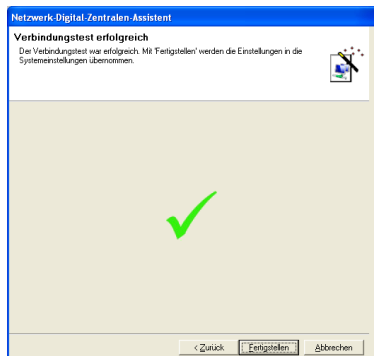 Netzwerk-Digital-Zentralen-Assistent
Verbindungstest erfolgreich
Der Verbindungstest war erfolgreich. Mit 'Fertigstellen' werden die Einstellungen in die
Systemeinstellungen übernommen.
< Zurück Fertigstellen Abbrechen